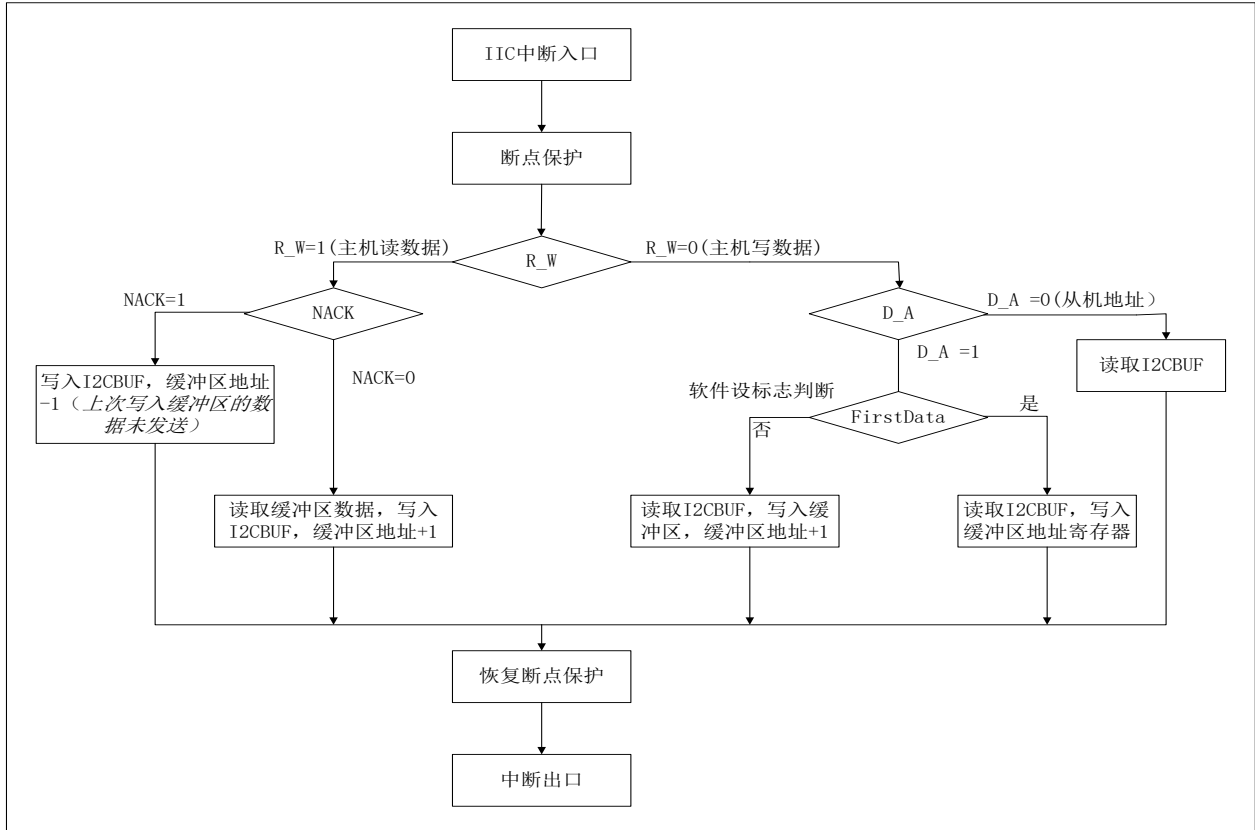 IIC中断入口
断点保护
R_W=1(主机读数据)
R_W=0(主机写数据)
R_W
NACK=1
NACK
D_A
D_A =0(从机地址）
D_A =1
读取I2CBUF
写入I2CBUF，缓冲区地址
-1（上次写入缓冲区的数
据未发送）
NACK=0
软件设标志判断
FirstData
否
是
读取缓冲区数据，写入
I2CBUF，缓冲区地址+1
读取I2CBUF，写入缓
冲区，缓冲区地址+1
读取I2CBUF，写入
缓冲区地址寄存器
恢复断点保护
中断出口